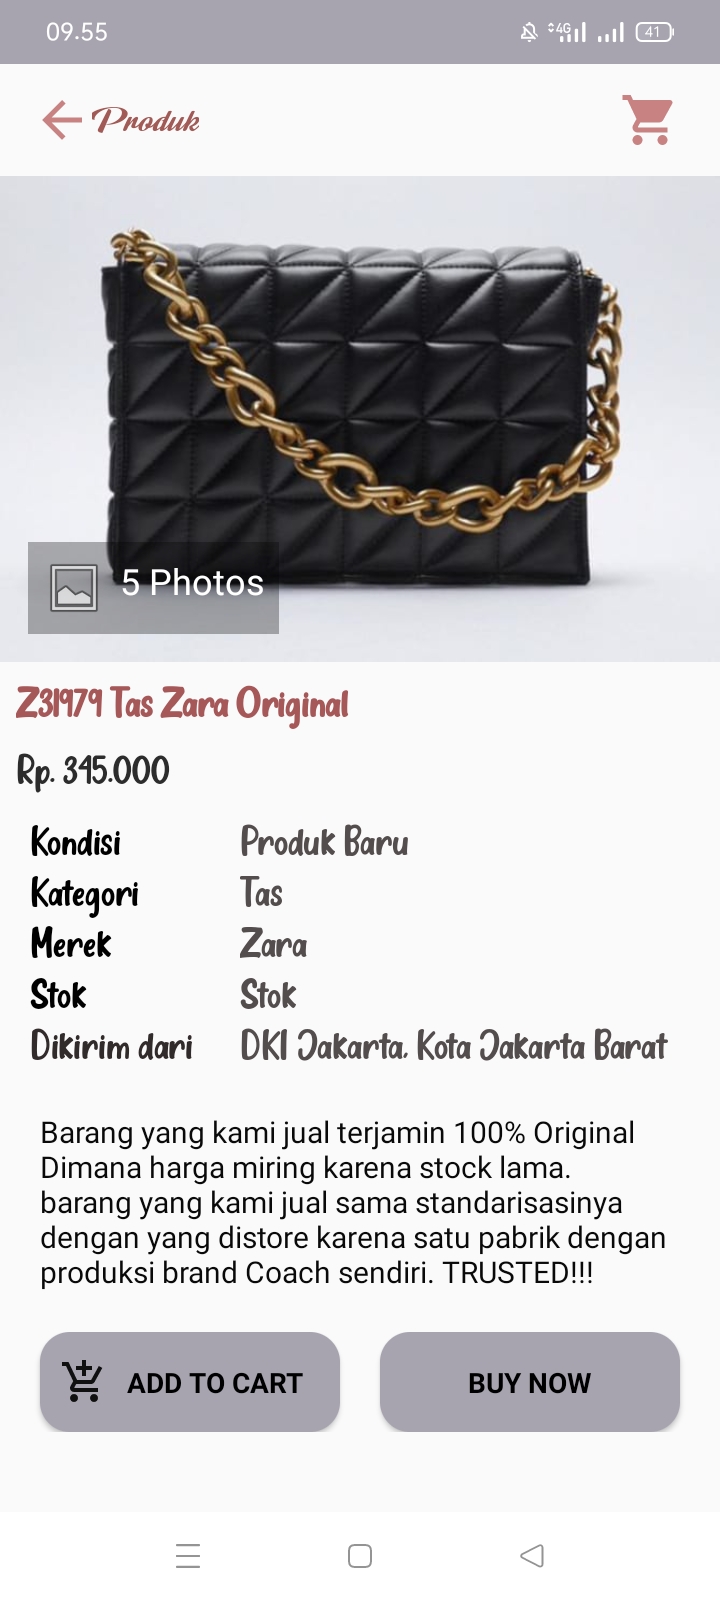 09.55
4G
41
Produk
5 Photos
Z31979 Tas Zara Original
Rp. 345.000
Kondisi Produk Baru
Kategori Tas
Merek Zara
Stok Stok
Dikirim dari DKI Jakarta, Kota Jakarta Barat
Barang yang kami jual terjamin 100% Original
Dimana harga miring karena stock lama.
barang yang kami jual sama standarisasinya
dengan yang distore karena satu pabrik dengan
produksi brand Coach sendiri. TRUSTED!!!
ADD TO CART
BUY NOW